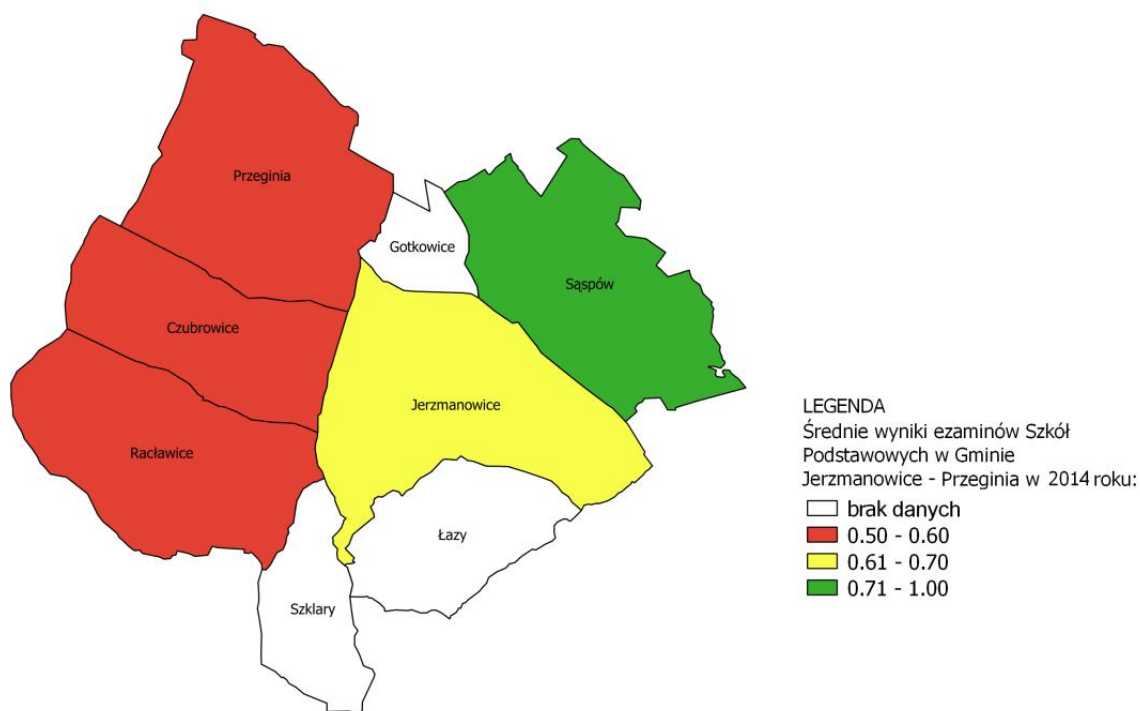 Przeginia
Gotkowice
Sąspów
Czubrowice
Jerzmanowice
Racławice
Łazy
Szklary
LEGENDA
Średnie wyniki ezaminów Szkół
Podstawowych w Gminie
Jerzmanowice - Przeginia w 2014 roku:
brak danych
0.50 - 0.60
0.61 - 0.70
0.71 - 1.00